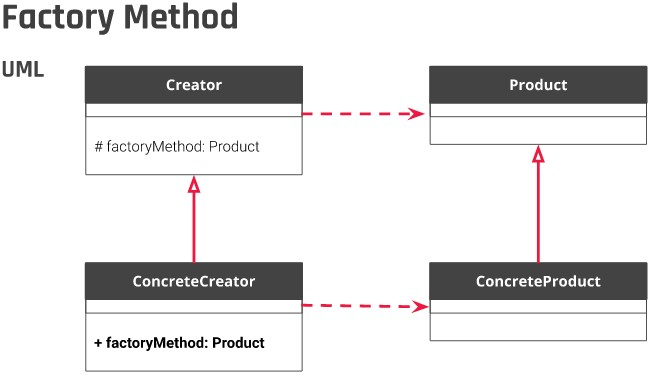 Factory Method
UML
Creator
Product
# factoryMethod: Product
ConcreteCreator
ConcreteProduct
+ factoryMethod: Product